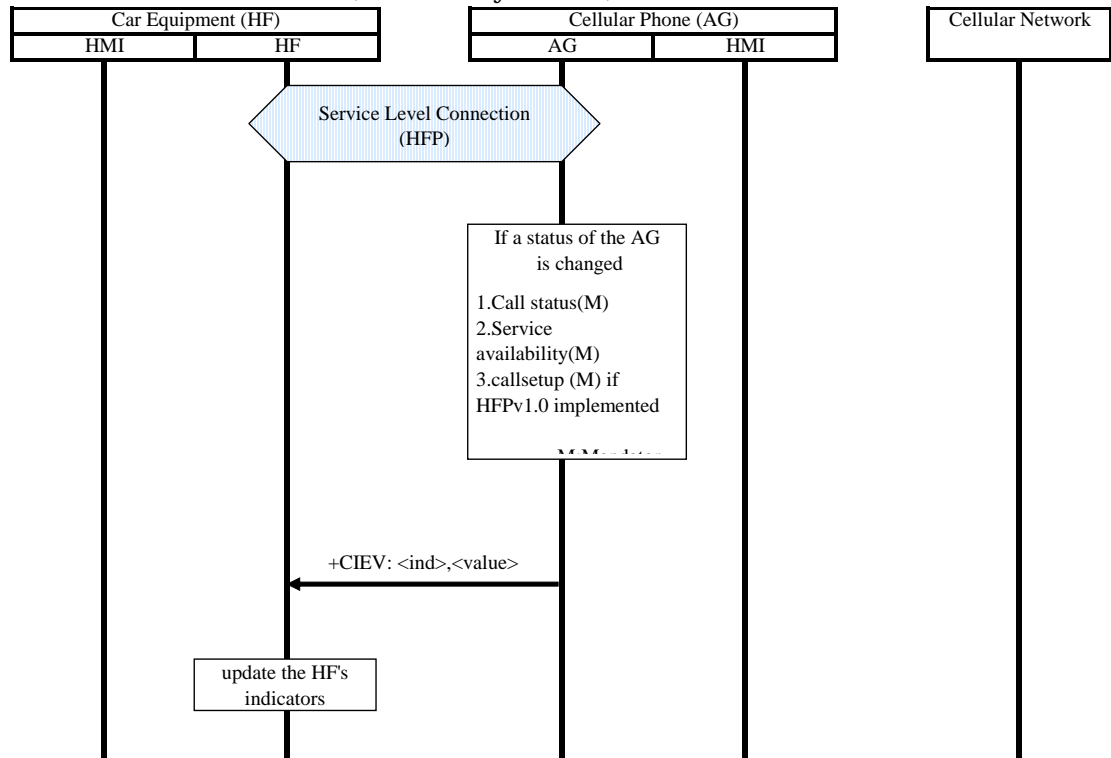 Car Equipment (HF)
Cellular Phone (AG)
Cellular Network
HMI
HF
AG
HMI
Service Level Connection
(HFP)
If a status of the AG
is changed
1.Call status(M)
2.Service
availability(M)
3.callsetup (M) if
HFPv1.0 implemented
+CIEV: <ind>,<value>
update the HF's
indicators